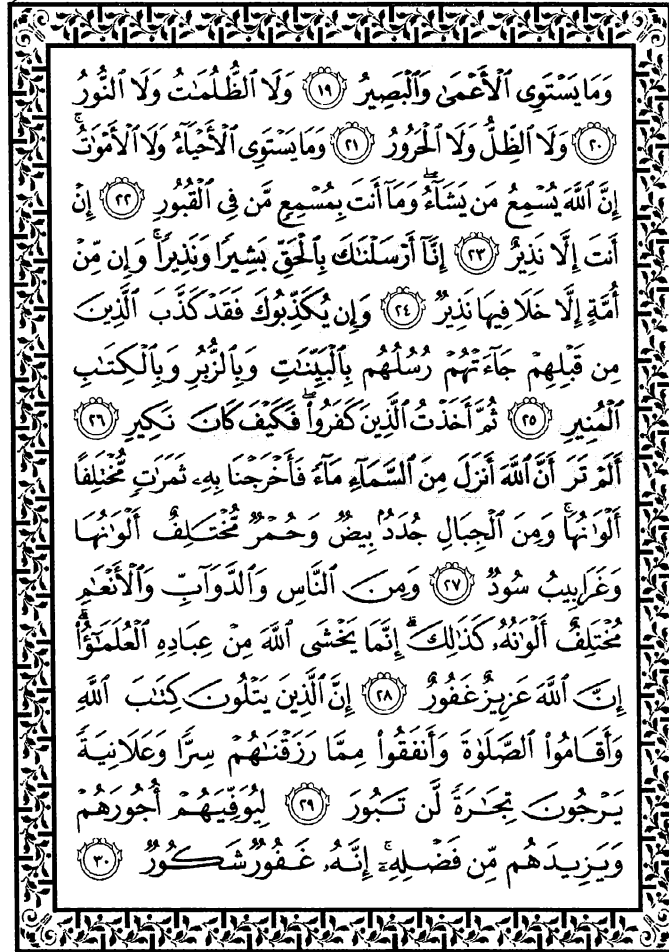 وَمَا يَسْتَوِى ٱلْأَعْمَىٰ وَٱلْبَصِيرُ ﴿١٩﴾ وَلَا ٱلظُّلُمَٰتُ وَلَا ٱلنُّورُ
﴿٢٠﴾ وَلَا ٱلظِّلُّ وَلَا ٱلْحَرُورُ ﴿٢١﴾ وَمَا يَسْتَوِى ٱلْأَحْيَآءُ وَلَا ٱلْأَمْوَٰتُ ۚ
إِنَّ ٱللَّهَ يُسْمِعُ مَن يَشَآءُ ۖ وَمَآ أَنتَ بِمُسْمِعٍ مَّن فِى ٱلْقُبُورِ ﴿٢٢﴾ إِنْ
أَنتَ إِلَّا نَذِيرٌ ﴿٢٣﴾ إِنَّآ أَرْسَلْنَٰكَ بِٱلْحَقِّ بَشِيرًا وَنَذِيرًا ۚ وَإِن مِّنْ
أُمَّةٍ إِلَّا خَلَا فِيهَا نَذِيرٌ ﴿٢٤﴾ وَإِن يُكَذِّبُوكَ فَقَدْ كَذَّبَ ٱلَّذِينَ
مِن قَبْلِهِمْ جَآءَتْهُمْ رُسُلُهُم بِٱلْبَيِّنَٰتِ وَبِٱلزُّبُرِ وَبِٱلْكِتَٰبِ
ٱلْمُنِيرِ ﴿٢٥﴾ ثُمَّ أَخَذْتُ ٱلَّذِينَ كَفَرُوا۟ ۖ فَكَيْفَ كَانَ نَكِيرِ ﴿٢٦﴾
أَلَمْ تَرَ أَنَّ ٱللَّهَ أَنزَلَ مِنَ ٱلسَّمَآءِ مَآءً فَأَخْرَجْنَا بِهِۦ ثَمَرَٰتٍ مُّخْتَلِفًا
أَلْوَٰنُهَا ۚ وَمِنَ ٱلْجِبَالِ جُدَدٌۢ بِيضٌ وَحُمْرٌ مُّخْتَلِفٌ أَلْوَٰنُهَا
وَغَرَابِيبُ سُودٌ ﴿٢٧﴾ وَمِنَ ٱلنَّاسِ وَٱلدَّوَآبِّ وَٱلْأَنْعَٰمِ
مُخْتَلِفٌ أَلْوَٰنُهُۥ كَذَٰلِكَ ۗ إِنَّمَا يَخْشَى ٱللَّهَ مِنْ عِبَادِهِ ٱلْعُلَمَٰٓؤُا۟ ۗ
إِنَّ ٱللَّهَ عَزِيزٌ غَفُورٌ ﴿٢٨﴾ إِنَّ ٱلَّذِينَ يَتْلُونَ كِتَٰبَ ٱللَّهِ
وَأَقَامُوا۟ ٱلصَّلَوٰةَ وَأَنفَقُوا۟ مِمَّا رَزَقْنَٰهُمْ سِرًّا وَعَلَانِيَةً
يَرْجُونَ تِجَٰرَةً لَّن تَبُورَ ﴿٢٩﴾ لِيُوَفِّيَهُمْ أُجُورَهُمْ
وَيَزِيدَهُم مِّن فَضْلِهِۦٓ ۚ إِنَّهُۥ غَفُورٌ شَكُورٌ ﴿٣٠﴾